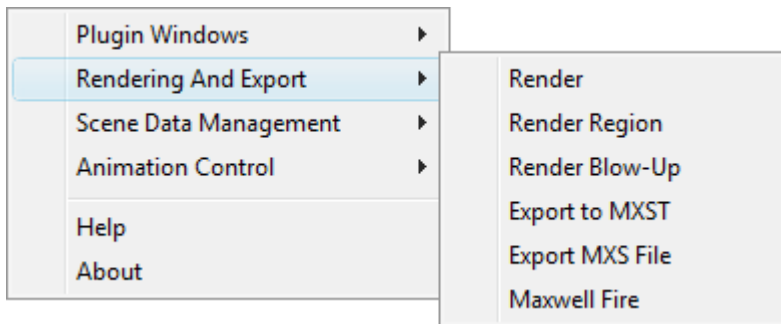 Plugin Windows
Rendering And Export
Scene Data Management
Animation Control
Help
About
Render
Render Region
Render Blow-Up
Export to MXST
Export MXS File
Maxwell Fire